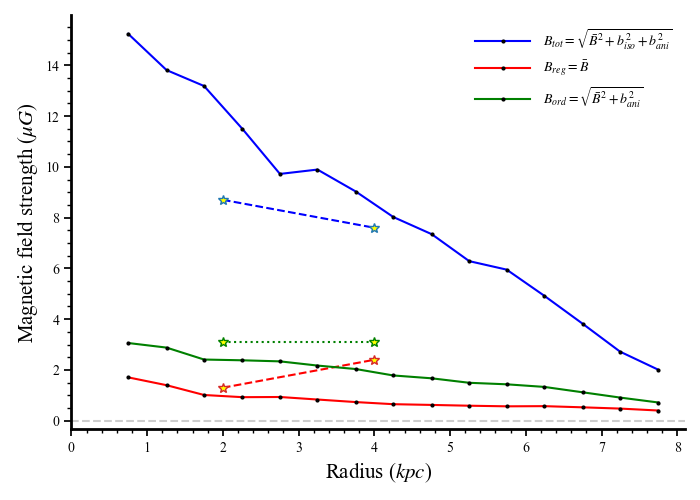 B_tot = √(B̄² + b_iso² + b_ani²)
B_reg = B̄
B_ord = √(B̄² + b_ani²)
Magnetic field strength (μG)
14
12
10
8
6
4
2
0
0 1 2 3 4 5 6 7 8
Radius (kpc)